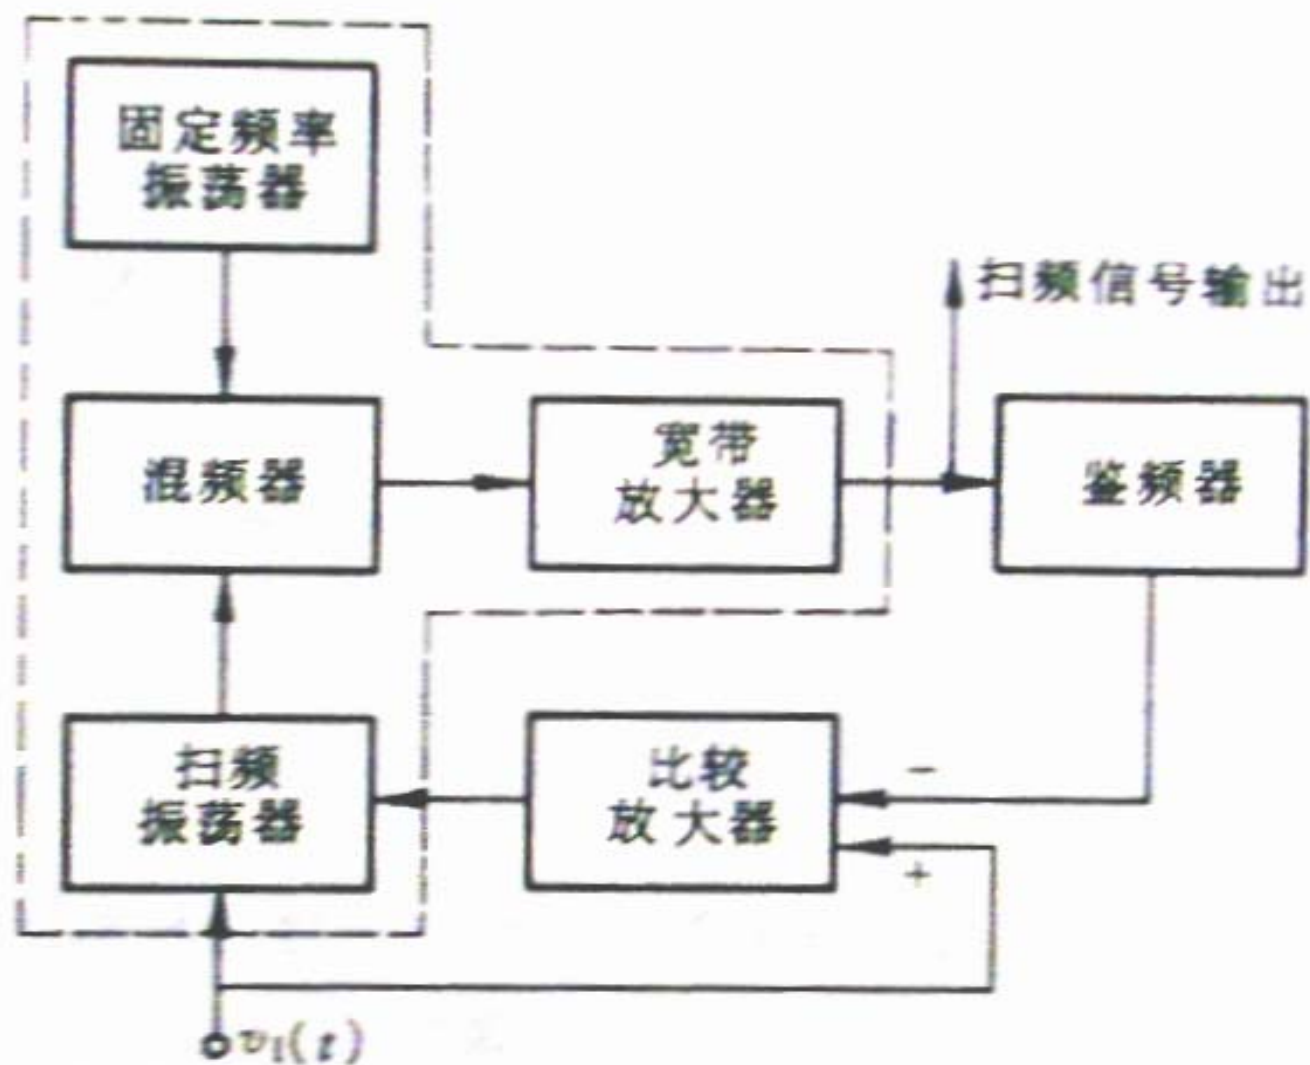 固定频率
振荡器
扫频信号输出
混频器
宽带
放大器
鉴频器
扫频
振荡器
比较
放大器
-
+
v₁(t)